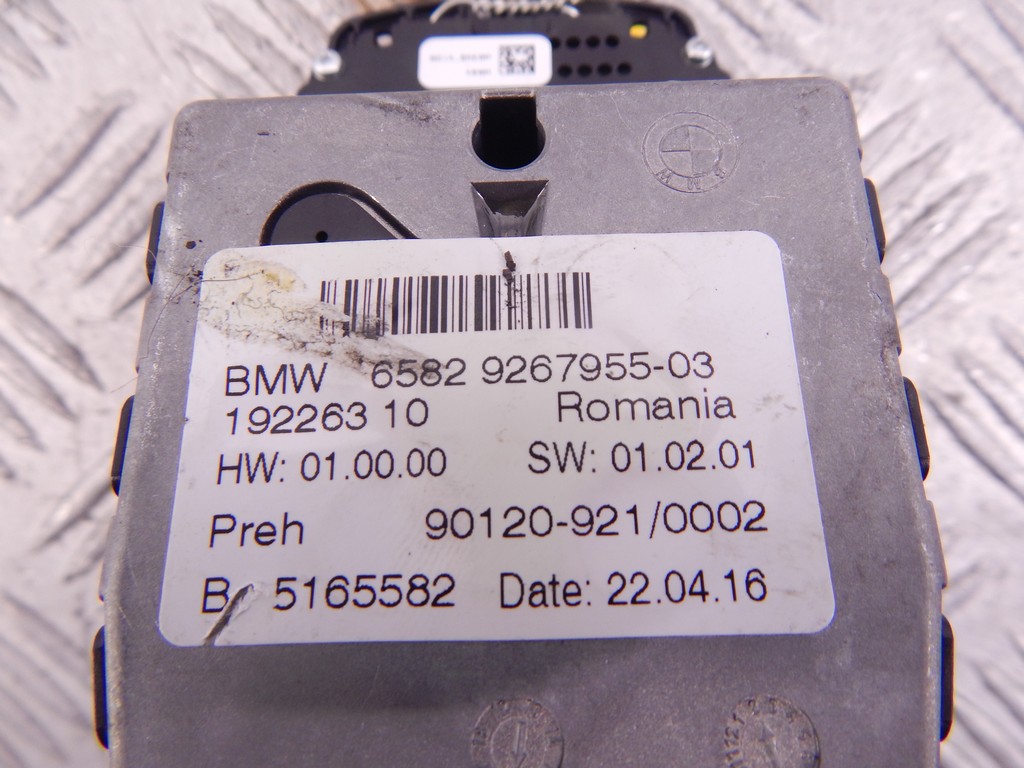 BMW
BMW 6582 9267955-03
192263 10 Romania
HW: 01.00.00 SW: 01.02.01
Preh 90120-921/0002
B 5165582 Date: 22.04.16